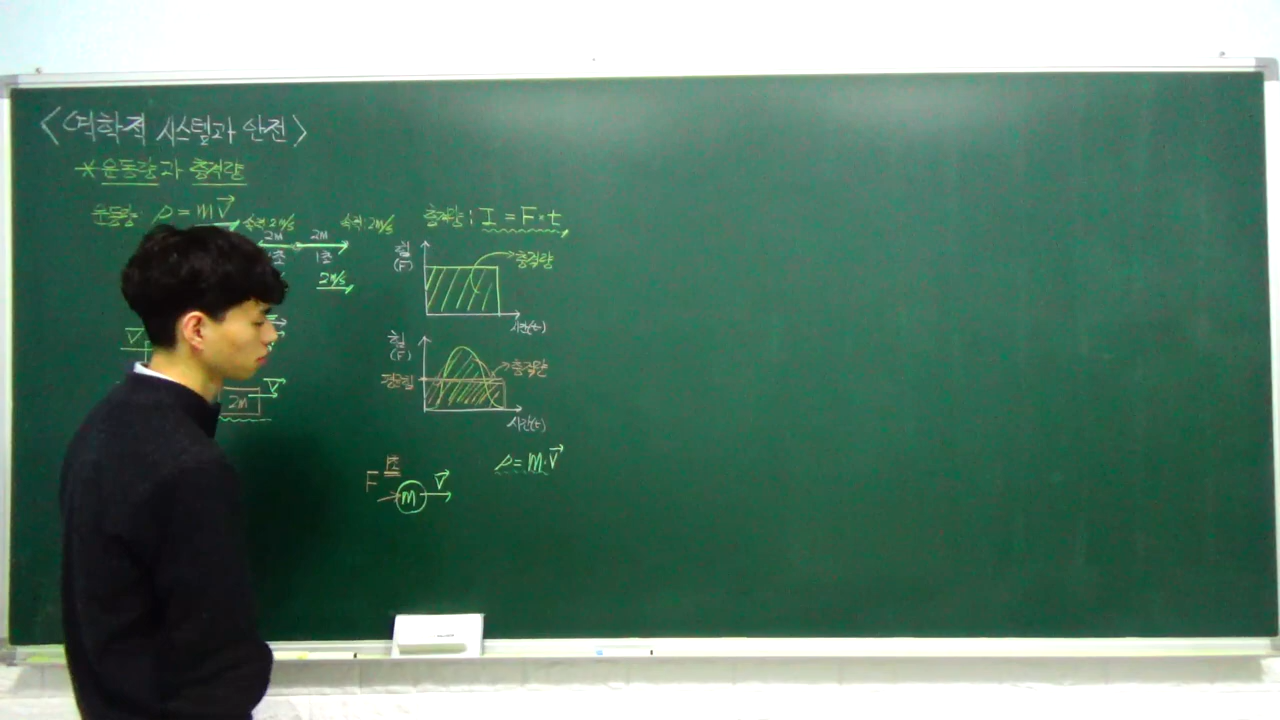 <역학적 시스템과 안전>
*운동량과 충격량
운동량: p = mv⃗
속력:2m/s
속력:2m/s
2M
2M
1초
2m/s
v⃗
2M
v⃗
충격량: I = F×t
힘
(F)
충격량
시간(t)
힘
(F)
평균힘
충격량
시간(t)
F
m
v⃗
p = m·v⃗